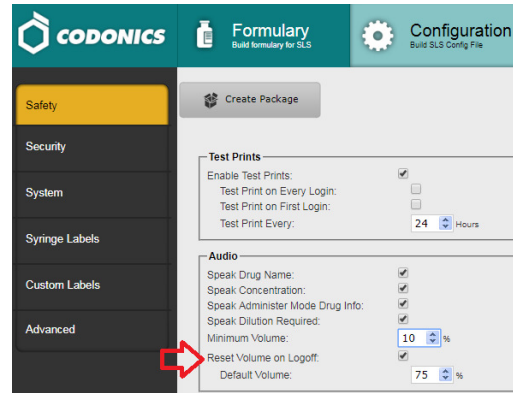 CODONICS
Formulary
Build formulary for SLS
Configuration
Build SLS Config File
Safety
Security
System
Syringe Labels
Custom Labels
Advanced
Create Package
Test Prints
Enable Test Prints:
Test Print on Every Login:
Test Print on First Login:
Test Print Every: 24 Hours
Audio
Speak Drug Name:
Speak Concentration:
Speak Administer Mode Drug Info:
Speak Dilution Required:
Minimum Volume: 10 %
Reset Volume on Logoff:
Default Volume: 75 %